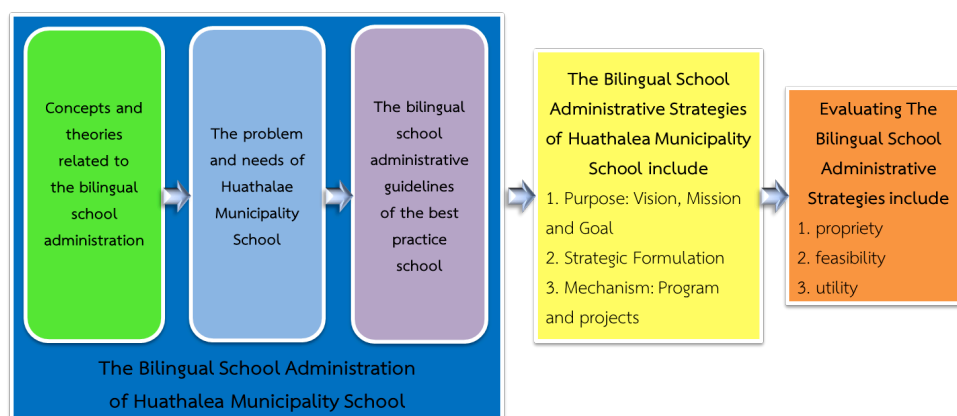 Concepts and
theories
related to
the bilingual
school
administration
The problem
and needs of
Huathalae
Municipality
School
The bilingual
school
administrative
guidelines
of the best
practice
school
The Bilingual School Administration
of Huathalea Municipality School
The Bilingual School
Administrative Strategies
of Huathalea Municipality
School include
1. Purpose: Vision, Mission
and Goal
2. Strategic Formulation
3. Mechanism: Program
and projects
Evaluating The
Bilingual School
Administrative
Strategies include
1. propriety
2. feasibility
3. utility